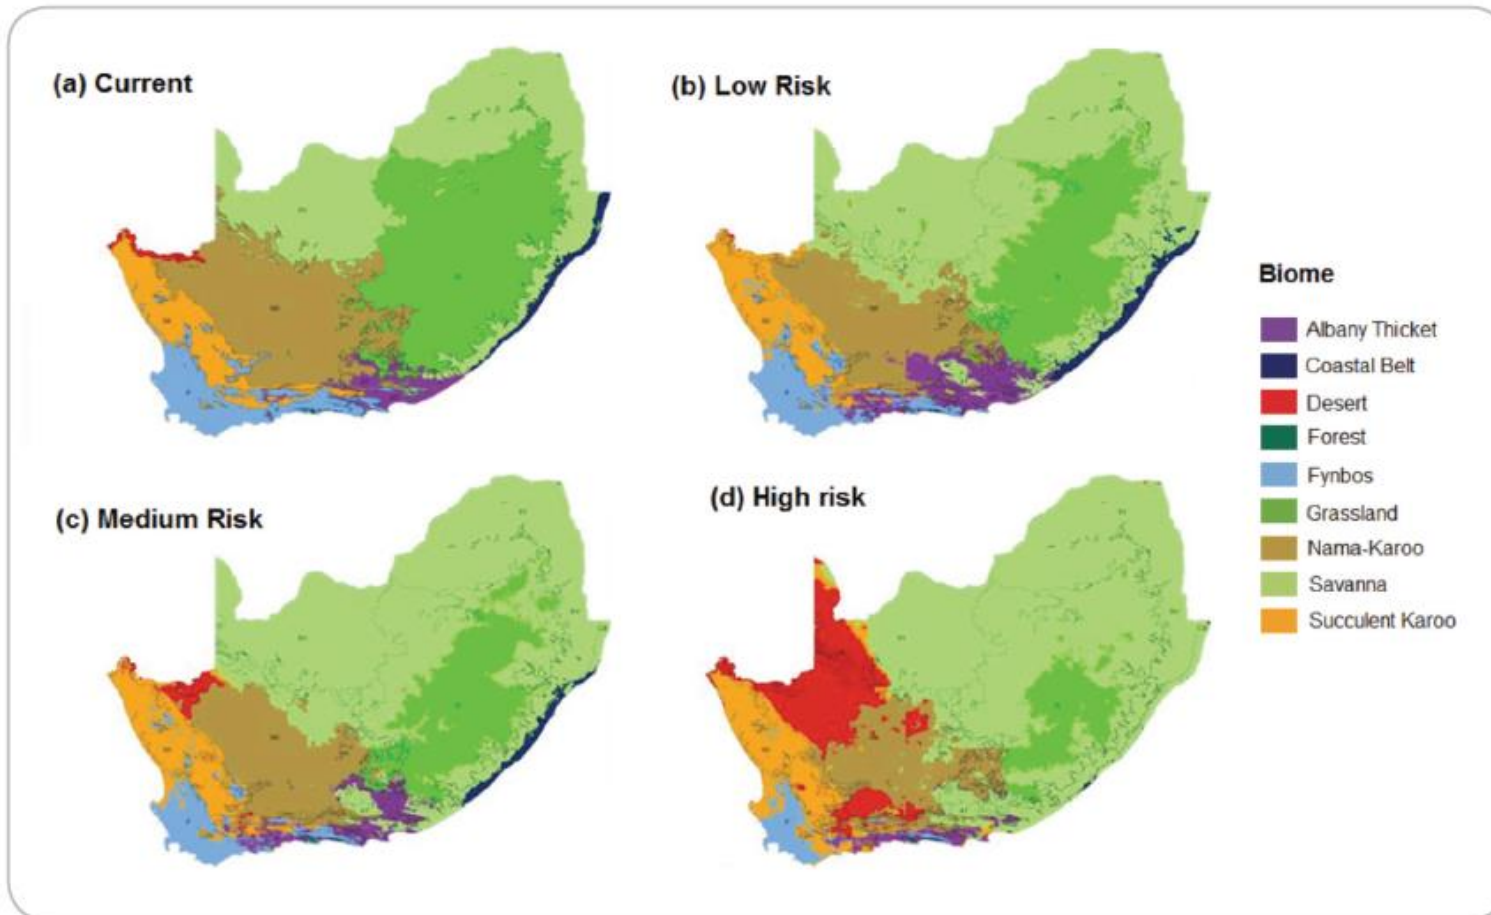 (a) Current
(b) Low Risk
(c) Medium Risk
(d) High risk
Biome
Albany Thicket
Coastal Belt
Desert
Forest
Fynbos
Grassland
Nama-Karoo
Savanna
Succulent Karoo